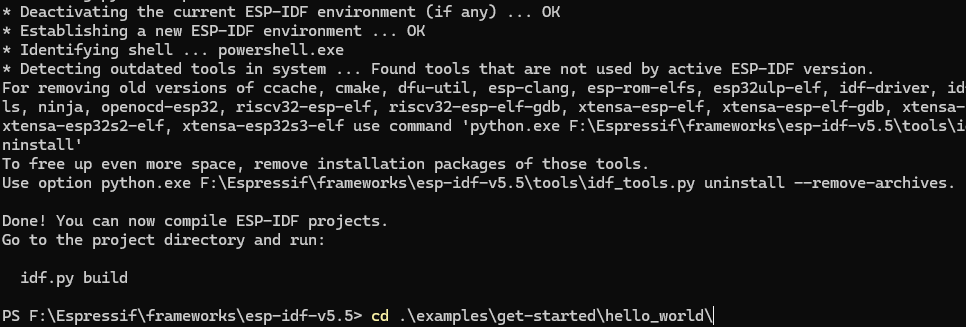 * Deactivating the current ESP-IDF environment (if any) ... OK
* Establishing a new ESP-IDF environment ... OK
* Identifying shell ... powershell.exe
* Detecting outdated tools in system ... Found tools that are not used by active ESP-IDF version.
For removing old versions of ccache, cmake, dfu-util, esp-clang, esp-rom-elfs, esp32ulp-elf, idf-driver, id
ls, ninja, openocd-esp32, riscv32-esp-elf, riscv32-esp-elf-gdb, xtensa-esp-elf, xtensa-esp-elf-gdb, xtensa-
xtensa-esp32s2-elf, xtensa-esp32s3-elf use command 'python.exe F:\Espressif\frameworks\esp-idf-v5.5\tools\i
ninstall'
To free up even more space, remove installation packages of those tools.
Use option python.exe F:\Espressif\frameworks\esp-idf-v5.5\tools\idf_tools.py uninstall --remove-archives.
Done! You can now compile ESP-IDF projects.
Go to the project directory and run:
idf.py build
PS F:\Espressif\frameworks\esp-idf-v5.5> cd .\examples\get-started\hello_world\